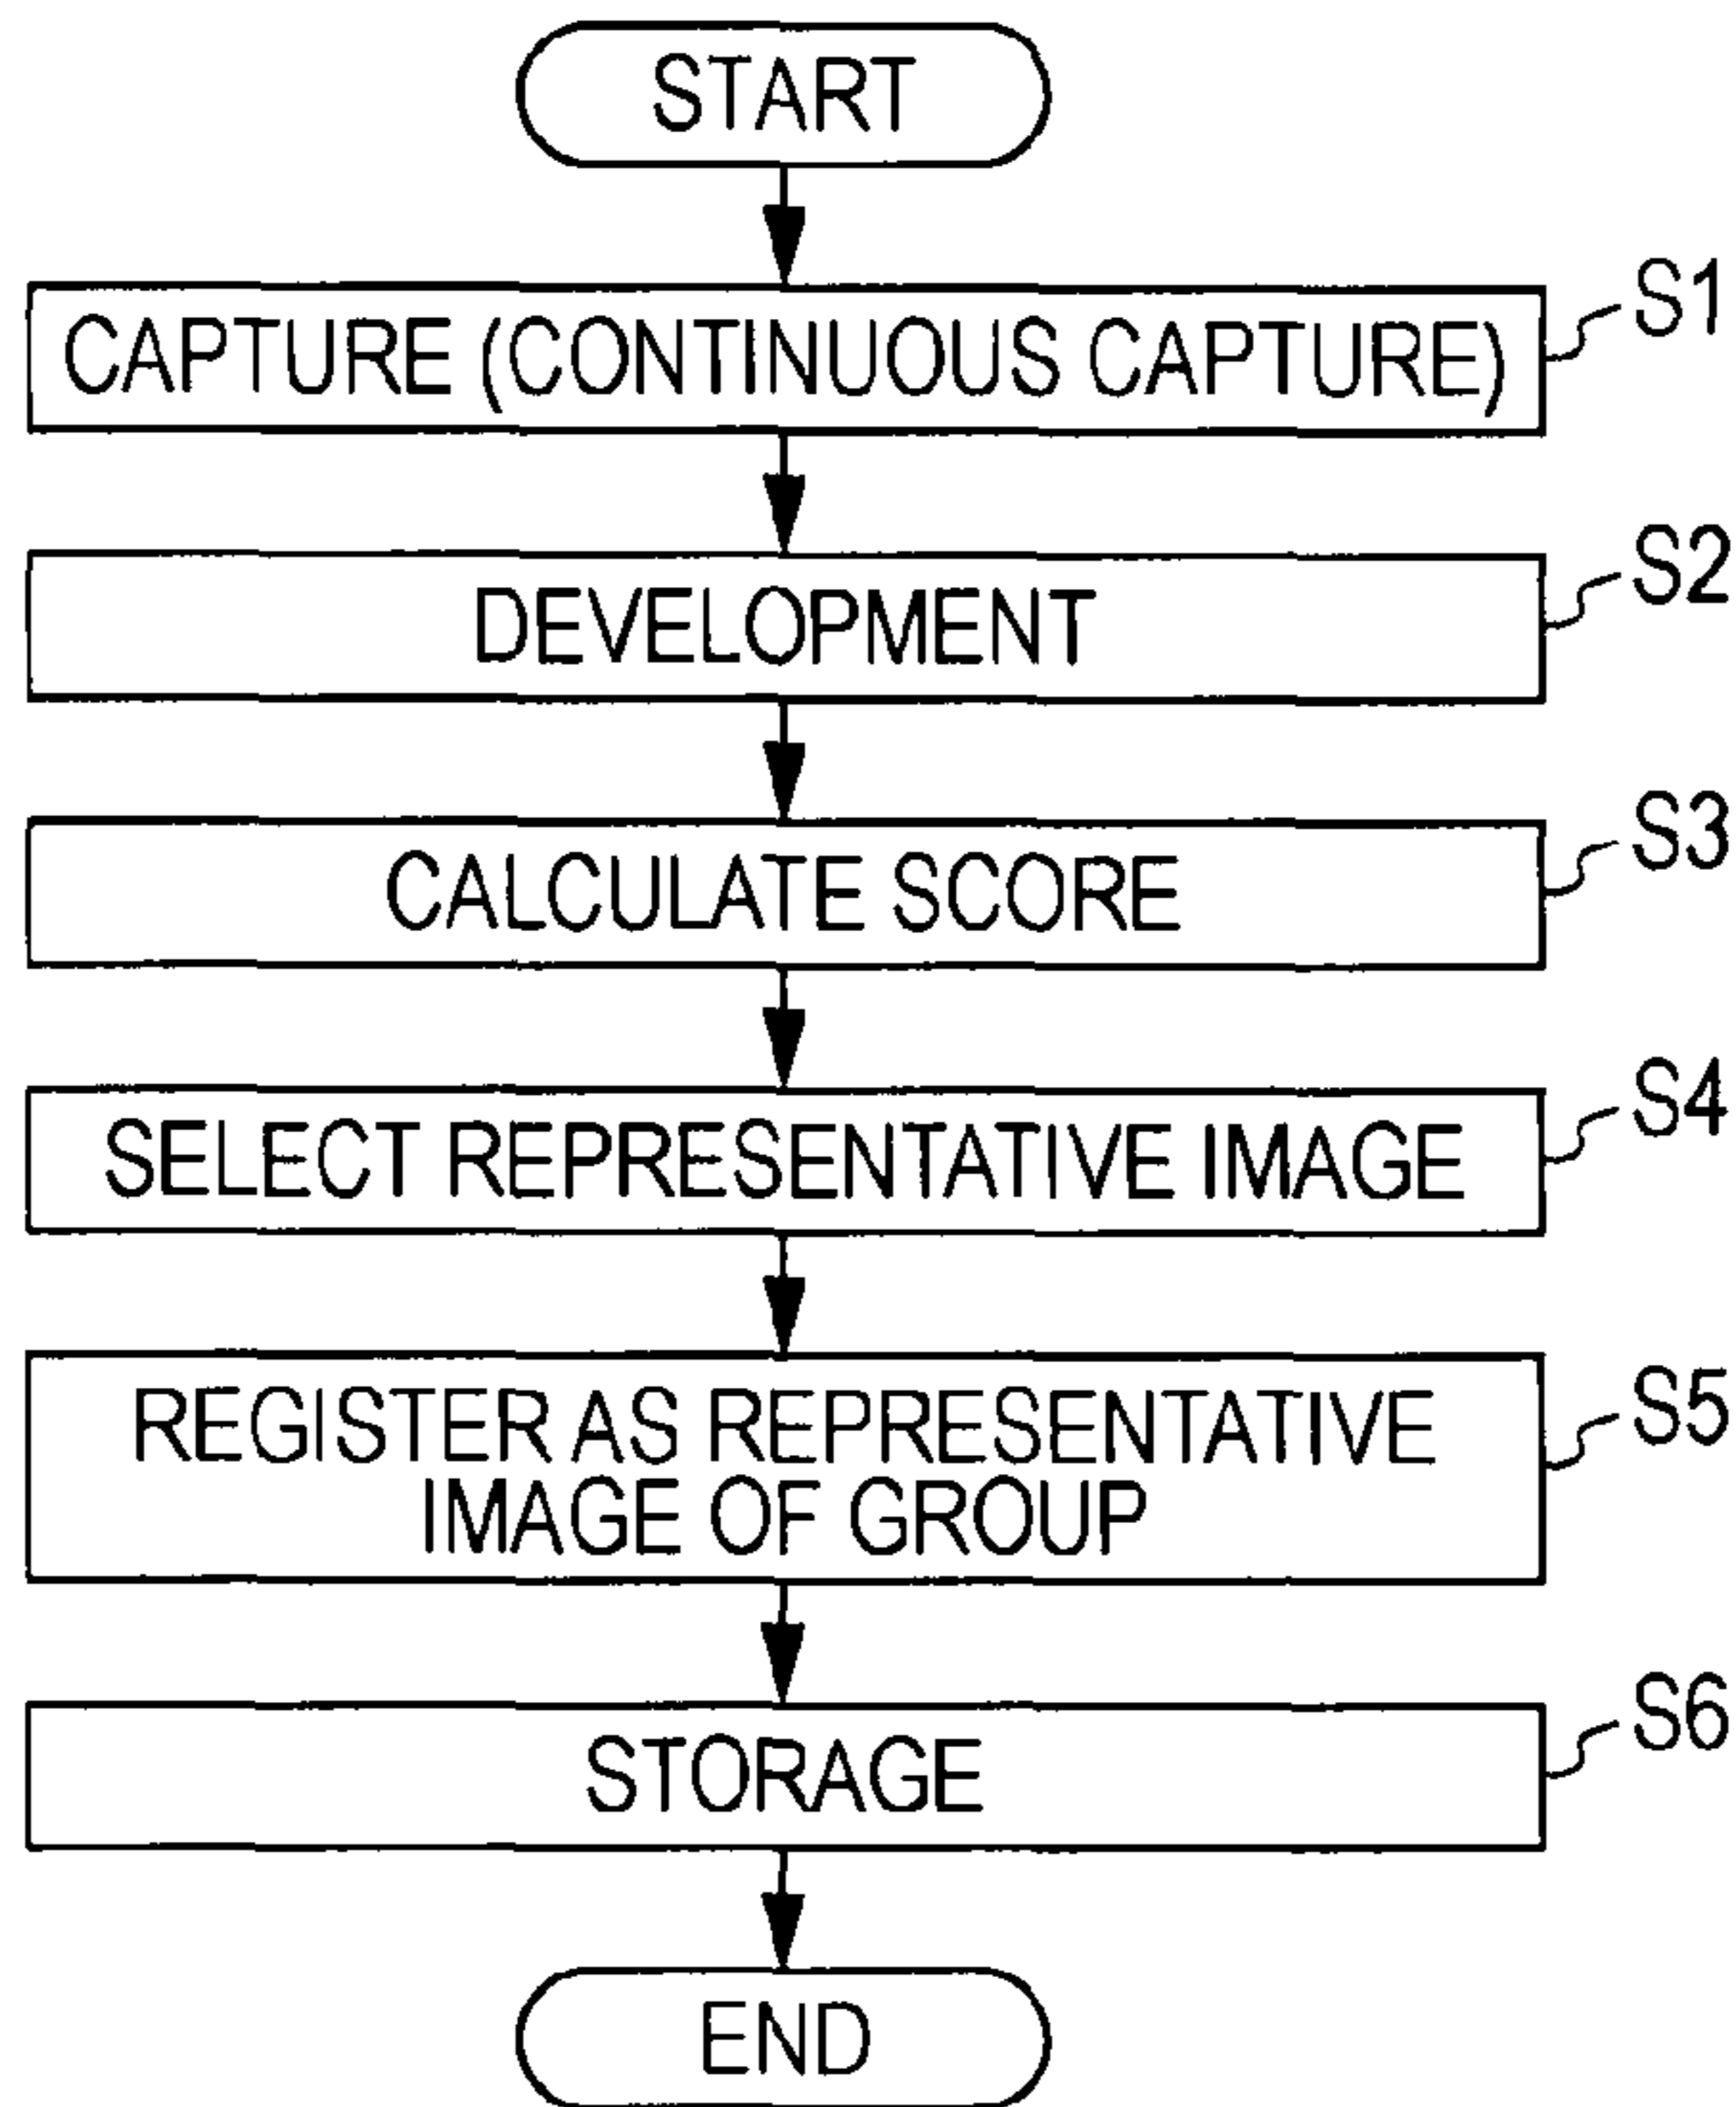 START
CAPTURE (CONTINUOUS CAPTURE)
S1
DEVELOPMENT
S2
CALCULATE SCORE
S3
SELECT REPRESENTATIVE IMAGE
S4
REGISTER AS REPRESENTATIVE
IMAGE OF GROUP
S5
STORAGE
S6
END